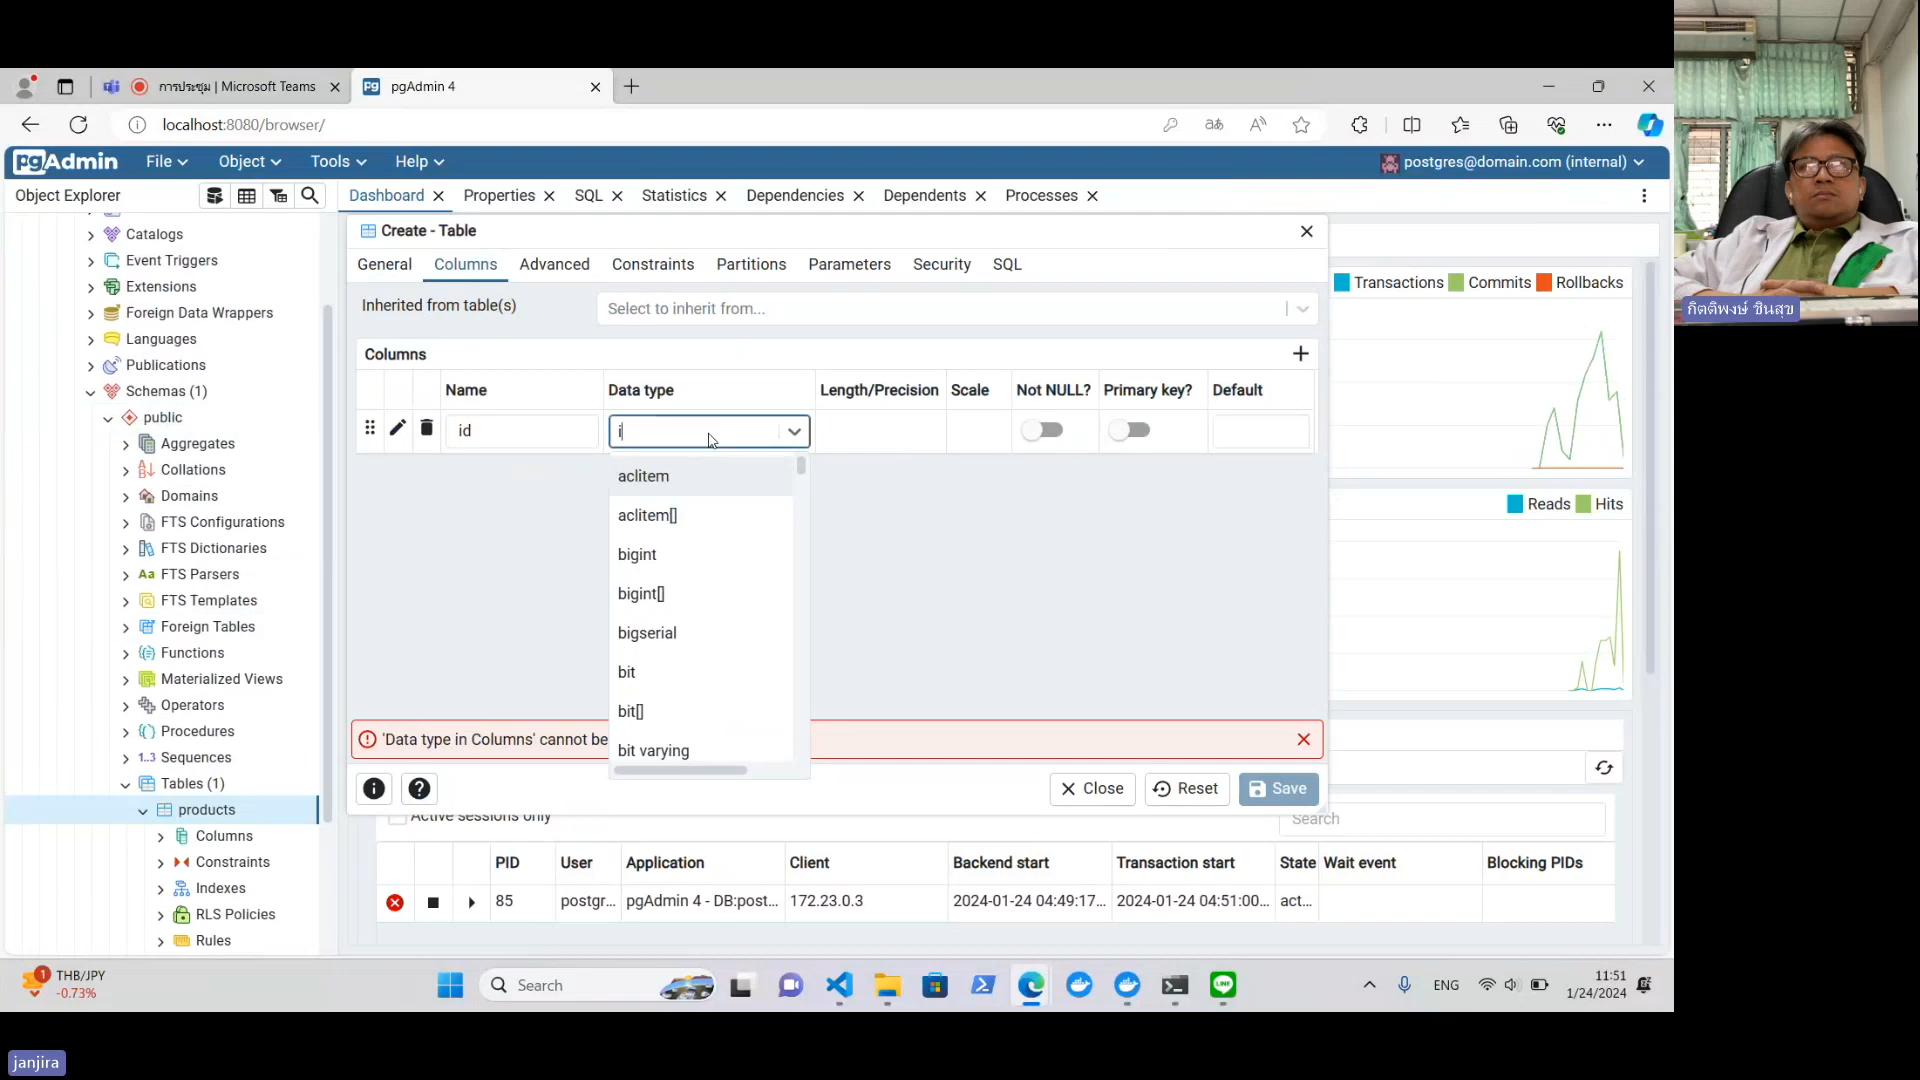 การประชุม | Microsoft Teams
pgAdmin 4
localhost:8080/browser/
pgAdmin
File
Object
Tools
Help
postgres@domain.com (internal)
Object Explorer
Dashboard
Properties
SQL
Statistics
Dependencies
Dependents
Processes
Catalogs
Event Triggers
Extensions
Foreign Data Wrappers
Languages
Publications
Schemas (1)
public
Aggregates
Collations
Domains
FTS Configurations
FTS Dictionaries
Aa FTS Parsers
FTS Templates
Foreign Tables
Functions
Materialized Views
Operators
Procedures
1..3 Sequences
Tables (1)
products
Columns
Constraints
Indexes
RLS Policies
Rules
Create - Table
General
Columns
Advanced
Constraints
Partitions
Parameters
Security
SQL
Inherited from table(s)
Select to inherit from...
Columns
Name
Data type
Length/Precision
Scale
Not NULL?
Primary key?
Default
id
i
aclitem
aclitem[]
bigint
bigint[]
bigserial
bit
bit[]
bit varying
'Data type in Columns' cannot be
Close
Reset
Save
Transactions
Commits
Rollbacks
Reads
Hits
Active sessions only
Search
PID
User
Application
Client
Backend start
Transaction start
State
Wait event
Blocking PIDs
85
postgr...
pgAdmin 4 - DB:post...
172.23.0.3
2024-01-24 04:49:17...
2024-01-24 04:51:00...
act...
1
THB/JPY
-0.73%
Search
ENG
11:51
1/24/2024
กิตติพงษ์ ชินสุข
janjira